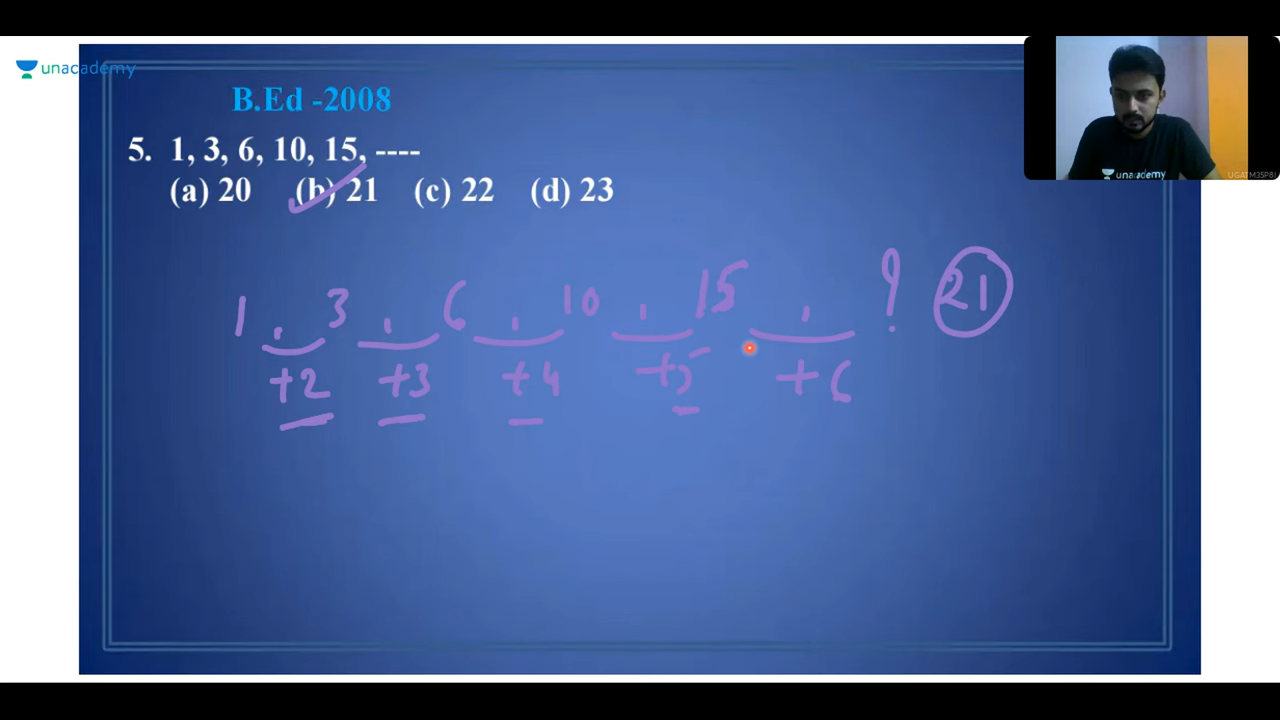 unacademy
B.Ed -2008
5. 1, 3, 6, 10, 15, ----
(a) 20 (b) 21 (c) 22 (d) 23
1 , 3 , 6 , 10 , 15 , ? 21
+2 +3 +4 +5 +6
unacademy
UGATM35P8I